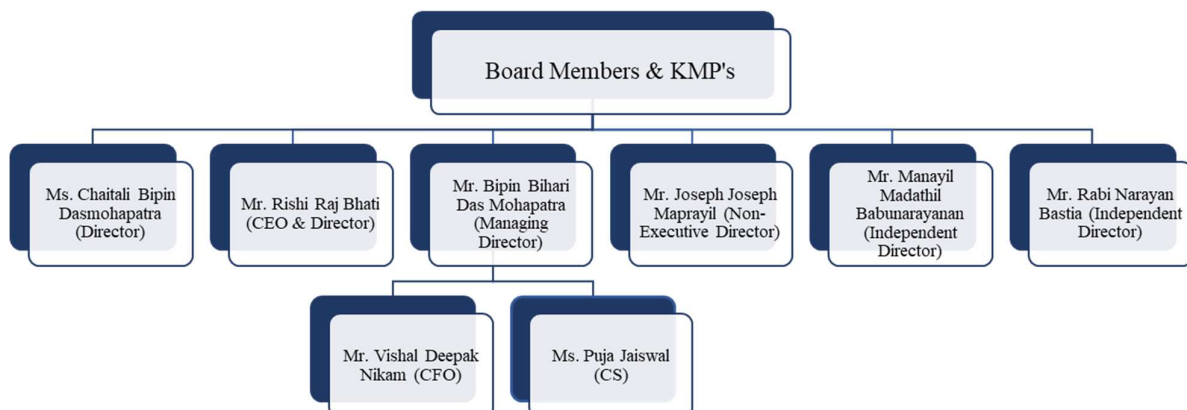 Board Members & KMP's
Ms. Chaitali Bipin
Dasmohapatra
(Director)
Mr. Rishi Raj Bhati
(CEO & Director)
Mr. Bipin Bihari
Das Mohapatra
(Managing
Director)
Mr. Joseph Joseph
Maprayil (Non-
Executive Director)
Mr. Manayil
Madathil
Babunarayanan
(Independent
Director)
Mr. Rabi Narayan
Bastia (Independent
Director)
Mr. Vishal Deepak
Nikam (CFO)
Ms. Puja Jaiswal
(CS)